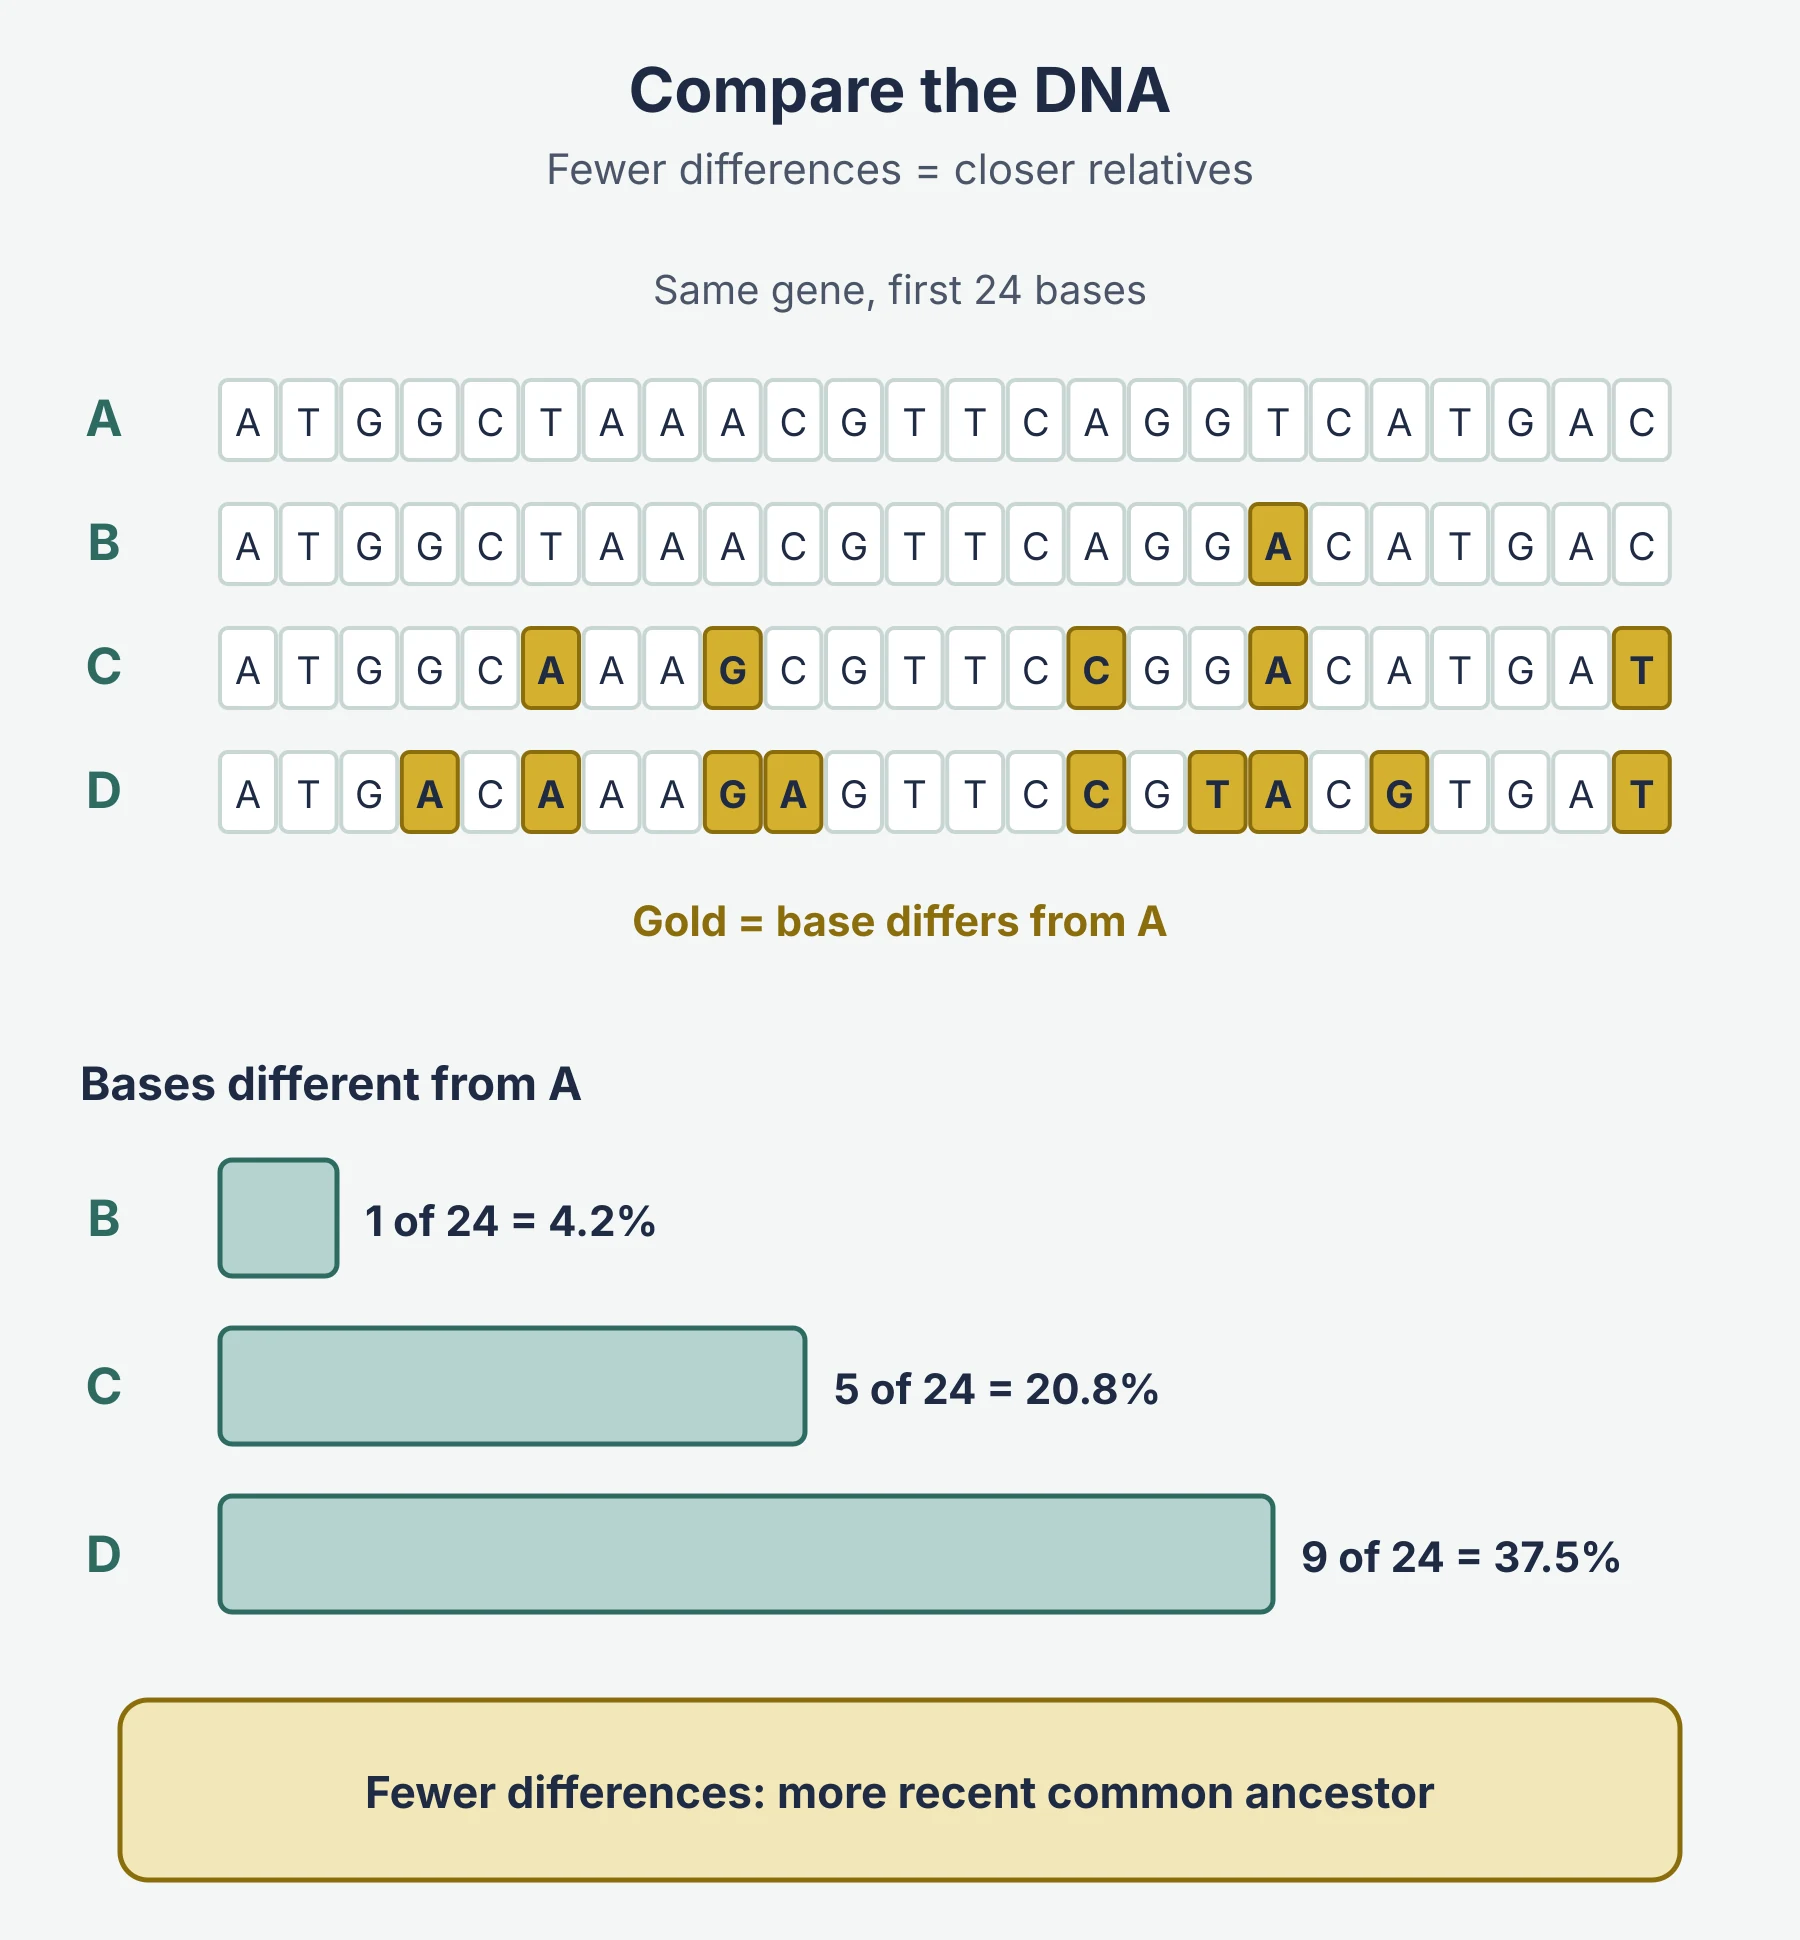 Compare the DNA
Fewer differences = closer relatives
Same gene, first 24 bases
A A T G G C T A A A C G T T C A G G T C A T G A C
B A T G G C T A A A C G T T C A G G A C A T G A C
C A T G G C A A A G C G T T C C G G A C A T G A T
D A T G A C A A A G A G T T C C G T A C G T G A T
Gold = base differs from A
Bases different from A
B 1 of 24 = 4.2%
C 5 of 24 = 20.8%
D 9 of 24 = 37.5%
Fewer differences: more recent common ancestor